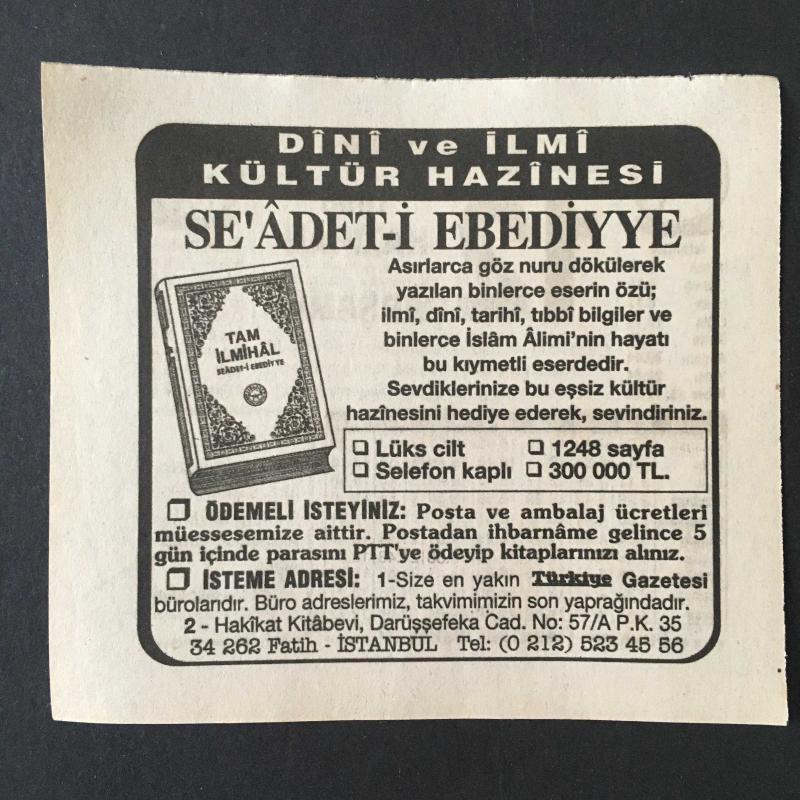 DÎNÎ ve İLMÎ
KÜLTÜR HAZÎNESİ
SE'ÂDET-İ EBEDİYYE
Asırlarca göz nuru dökülerek
yazılan binlerce eserin özü;
ilmî, dînî, tarihî, tıbbî bilgiler ve
binlerce İslâm Âlimi'nin hayatı
bu kıymetli eserdedir.
Sevdiklerinize bu eşsiz kültür
hazînesini hediye ederek, sevindiriniz.
TAM
İLMİHÂL
SEÂDET-İ EBEDİYYE
❑ Lüks cilt ❑ 1248 sayfa
❑ Selefon kaplı ❑ 300 000 TL.
❑ ÖDEMELİ İSTEYİNİZ: Posta ve ambalaj ücretleri
müessesemize aittir. Postadan ihbarnâme gelince 5
gün içinde parasını PTT'ye ödeyip kitaplarınızı alınız.
❑ İSTEME ADRESİ: 1-Size en yakın Türkiye Gazetesi
bürolarıdır. Büro adreslerimiz, takvimimizin son yaprağındadır.
2 - Hakîkat Kitâbevi, Darüşşefeka Cad. No: 57/A P.K. 35
34 262 Fatih - İSTANBUL Tel: (0 212) 523 45 56